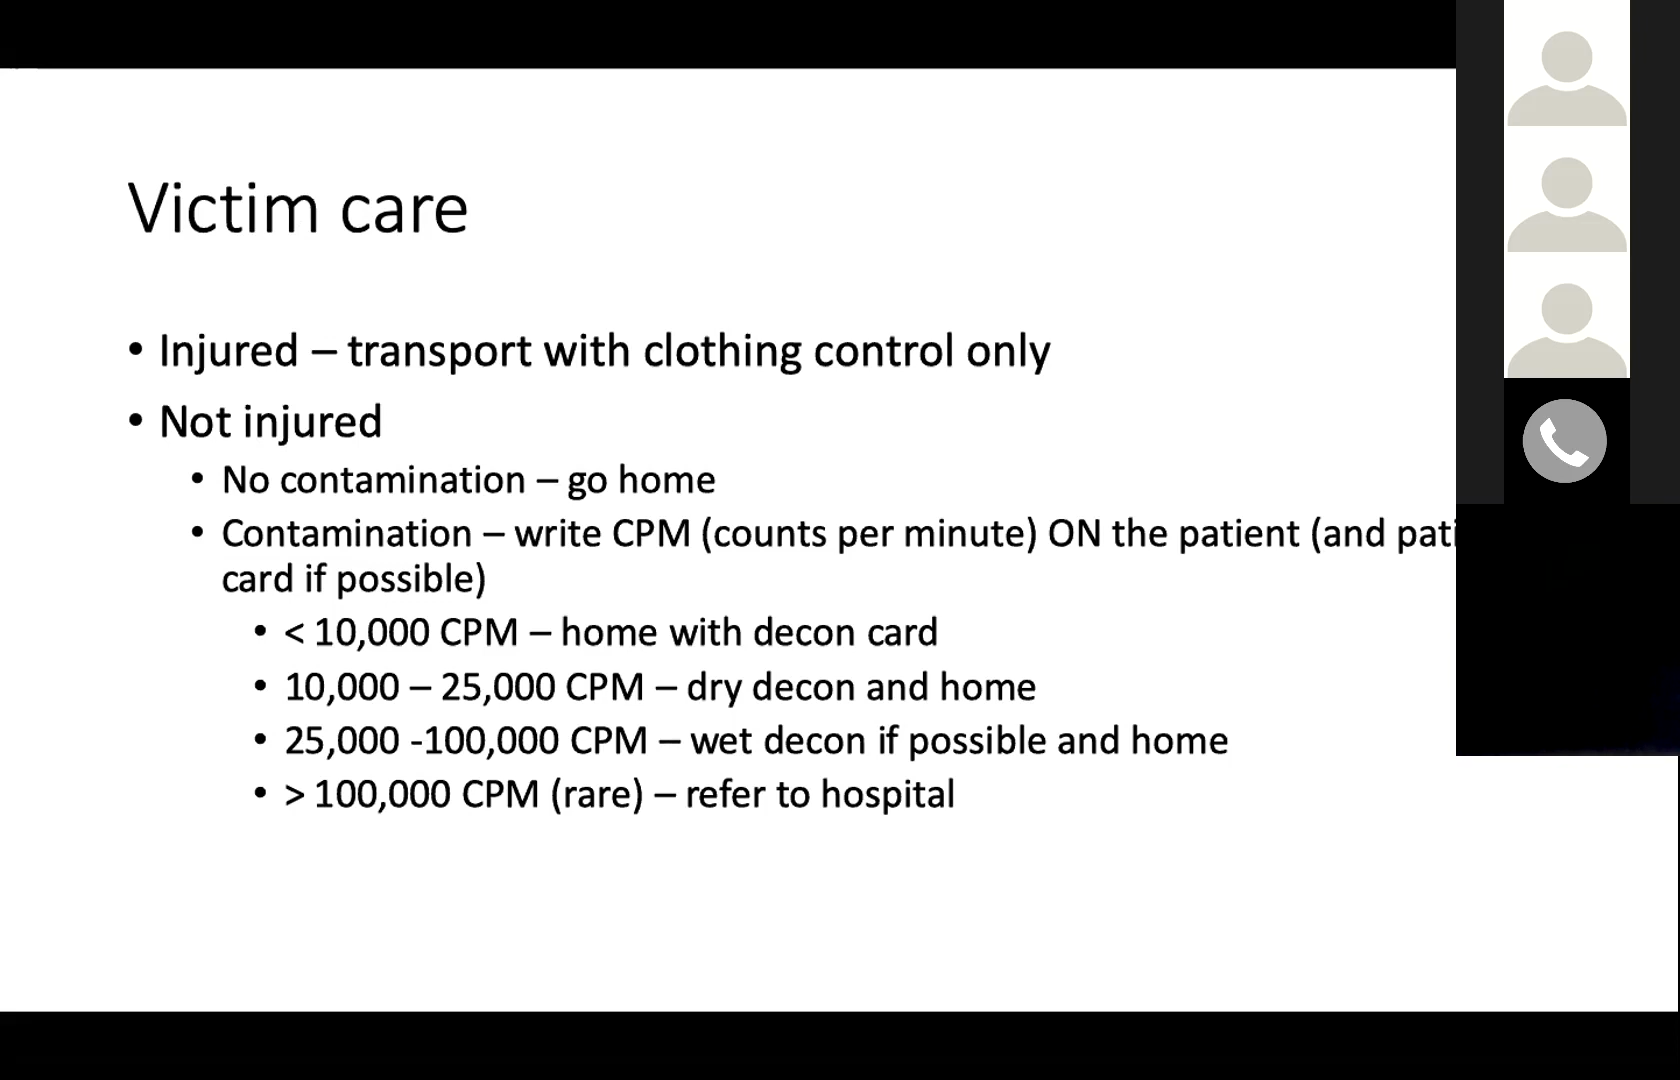 Victim care
• Injured – transport with clothing control only
• Not injured
• No contamination – go home
• Contamination – write CPM (counts per minute) ON the patient (and
card if possible)
• < 10,000 CPM – home with decon card
• 10,000 – 25,000 CPM – dry decon and home
• 25,000 -100,000 CPM – wet decon if possible and home
• > 100,000 CPM (rare) – refer to hospital